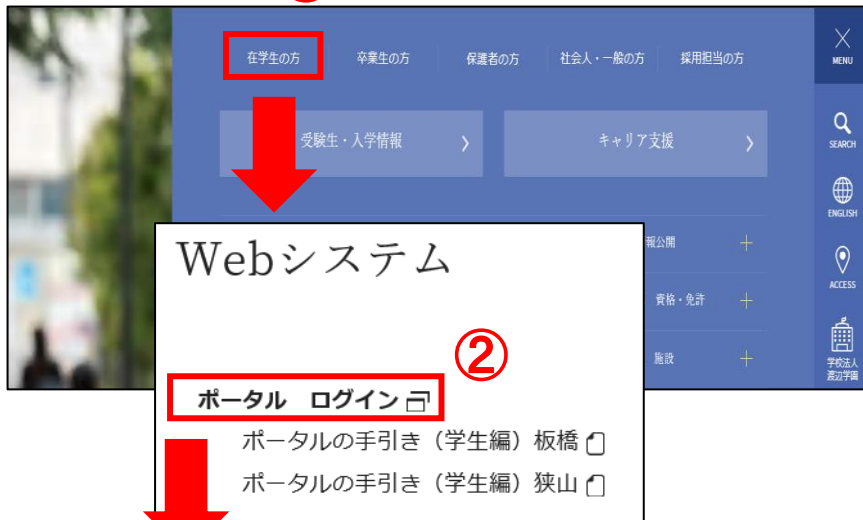 在学生の方 卒業生の方 保護者の方 社会人・一般の方 採用担当の方
MENU
受験生・入学情報 キャリア支援
SEARCH
ENGLISH
報公開
ACCESS
資格・免許
施設
学校法人
渡辺学園
Webシステム
②
ポータル ログイン
ポータルの手引き（学生編）板橋
ポータルの手引き（学生編）狭山